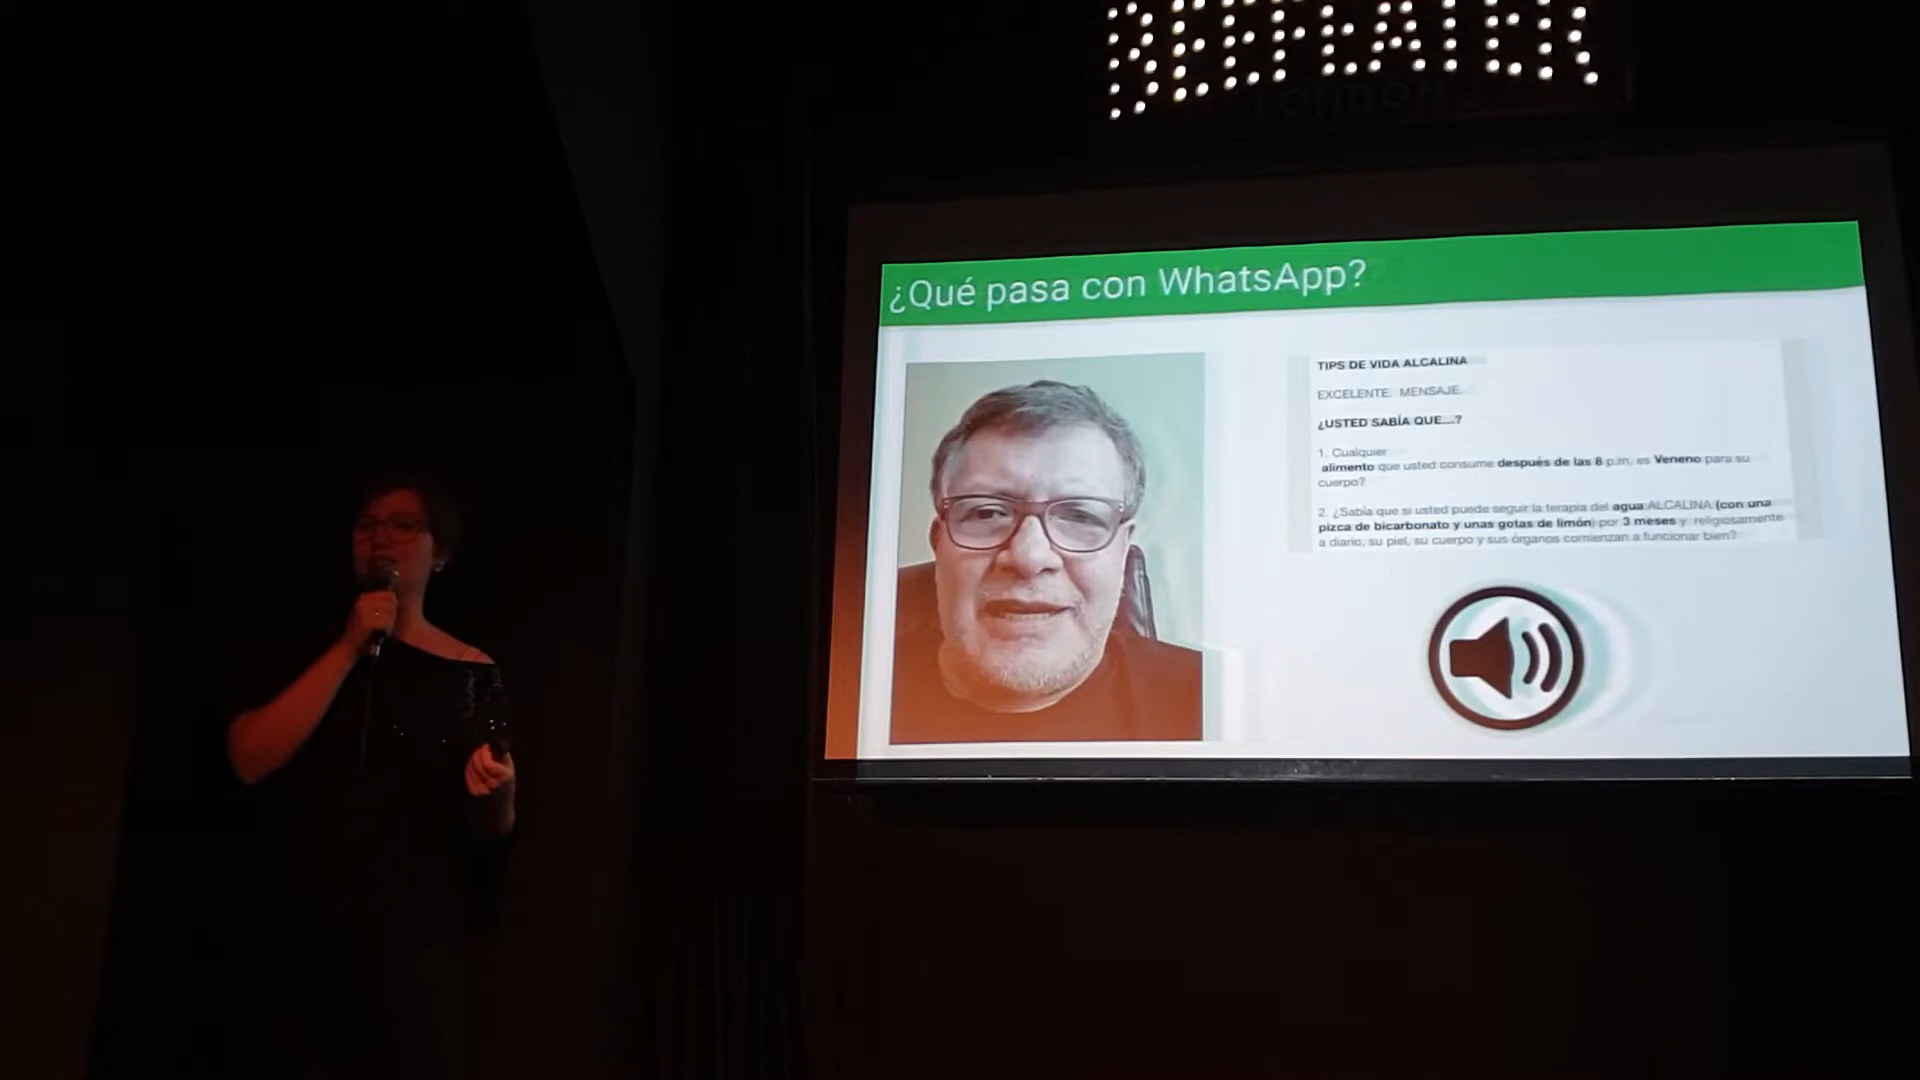 BEEFEATER
LONDON
¿Qué pasa con WhatsApp?
TIPS DE VIDA ALCALINA
EXCELENTE. MENSAJE.
¿USTED SABÍA QUE...?
1. Cualquier
alimento que usted consume después de las 8 p.m. es Veneno para su
cuerpo?
2. ¿Sabía que si usted puede seguir la terapia del agua ALCALINA (con una
pizca de bicarbonato y unas gotas de limón) por 3 meses y religiosamente
a diario, su piel, su cuerpo y sus órganos comienzan a funcionar bien?